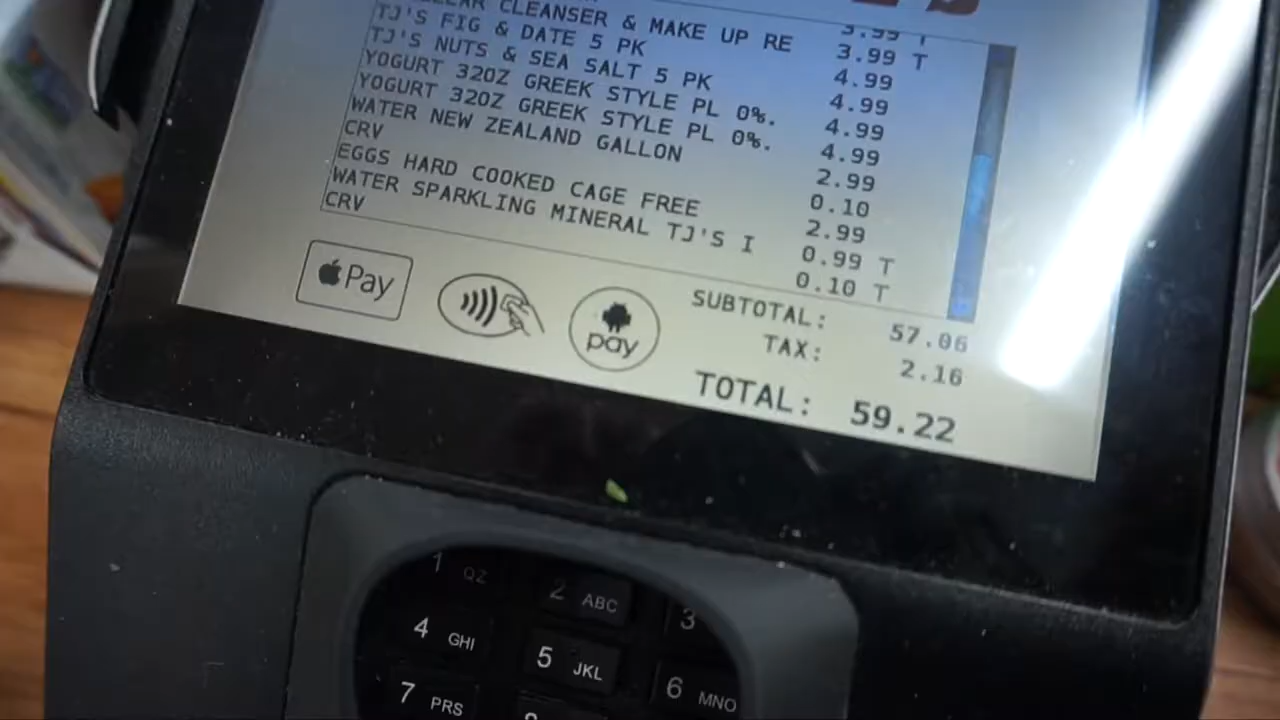 CLEANSER & MAKE UP RE 3.99 T
TJ'S FIG & DATE 5 PK 4.99
TJ'S NUTS & SEA SALT 5 PK 4.99
YOGURT 32OZ GREEK STYLE PL 0%. 4.99
YOGURT 32OZ GREEK STYLE PL 0%. 4.99
WATER NEW ZEALAND GALLON 2.99
CRV 0.10
EGGS HARD COOKED CAGE FREE 2.99
WATER SPARKLING MINERAL TJ'S I 0.99 T
CRV 0.10 T
Pay
pay
SUBTOTAL: 57.06
TAX: 2.16
TOTAL: 59.22
1 QZ 2 ABC 3
4 GHI 5 JKL 6 MNO
7 PRS